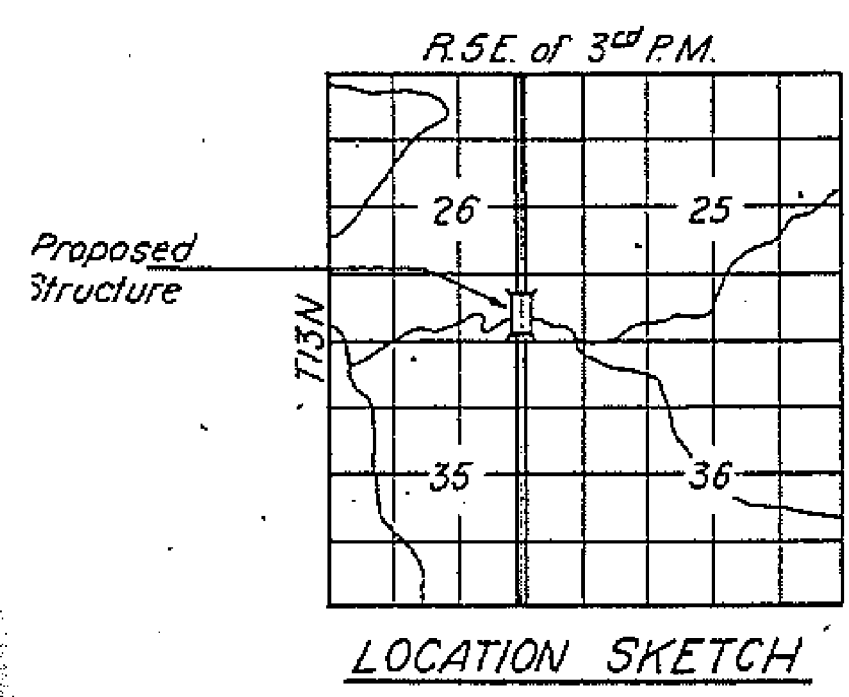 R.5E. of 3rd P.M.
26
25
Proposed
Structure
T13N
35
36
LOCATION SKETCH